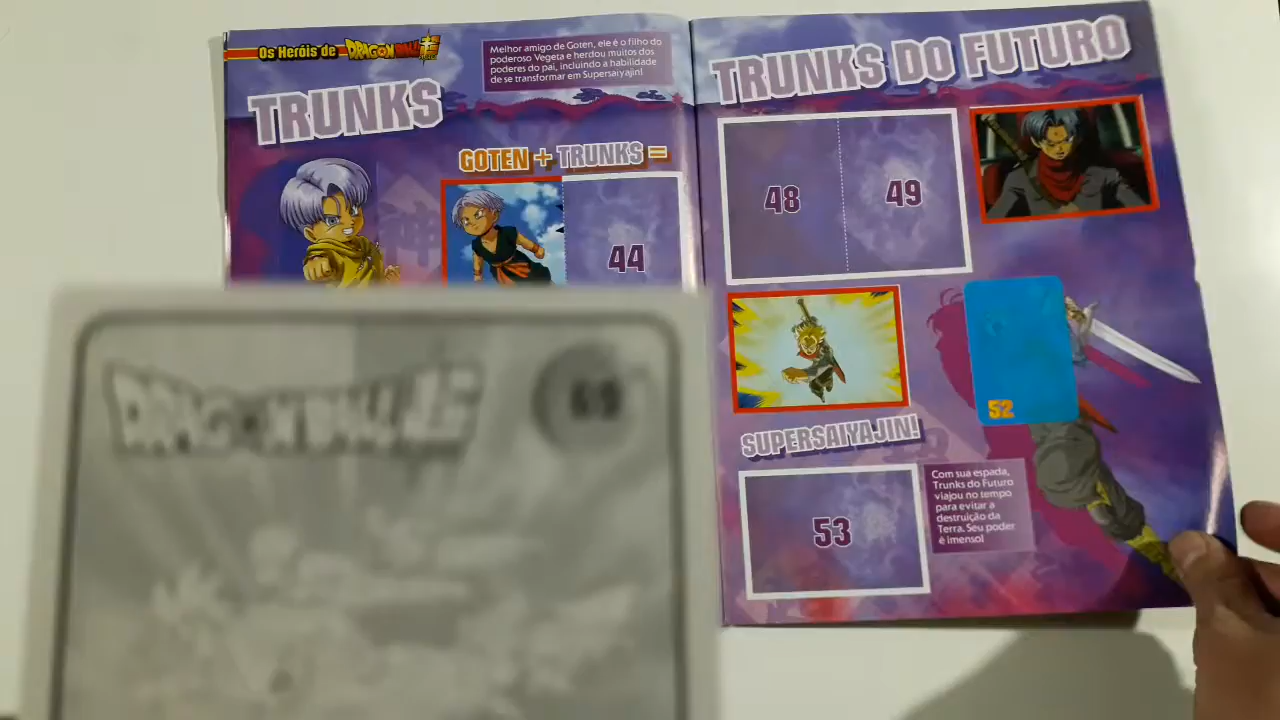 Os Heróis de DRAGON BALL SUPER
Melhor amigo de Goten, ele é o filho do
poderoso Vegeta e herdou muitos dos
poderes do pai, incluindo a habilidade
de se transformar em Supersaiyajin!
TRUNKS
GOTEN + TRUNKS =
44
TRUNKS DO FUTURO
48
49
52
SUPERSAIYAJIN!
53
Com sua espada,
Trunks do Futuro
viajou no tempo
para evitar a
destruição da
Terra. Seu poder
é imenso!
DRAGON BALL